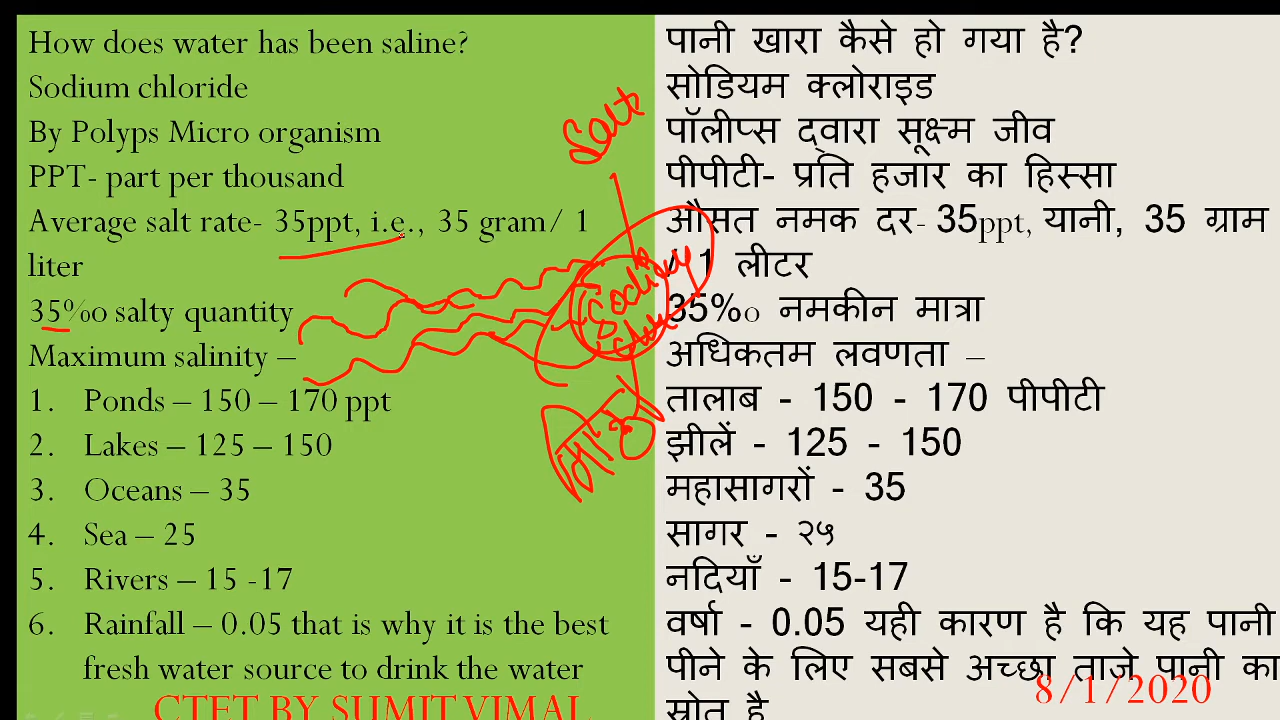 How does water has been saline?
Sodium chloride
By Polyps Micro organism
PPT- part per thousand
Average salt rate- 35ppt, i.e., 35 gram/ 1
liter
35‰ salty quantity
Maximum salinity –
1. Ponds – 150 – 170 ppt
2. Lakes – 125 – 150
3. Oceans – 35
4. Sea – 25
5. Rivers – 15 -17
6. Rainfall – 0.05 that is why it is the best
fresh water source to drink the water
CTET BY SUMIT VIMAL
Salt
पानी खारा कैसे हो गया है?
सोडियम क्लोराइड
पॉलीप्स द्वारा सूक्ष्म जीव
पीपीटी- प्रति हजार का हिस्सा
औसत नमक दर- 35ppt, यानी, 35 ग्राम
/ 1 लीटर
35‰ नमकीन मात्रा
अधिकतम लवणता –
तालाब - 150 - 170 पीपीटी
झीलें - 125 - 150
महासागरों - 35
सागर - २५
नदियाँ - 15-17
वर्षा - 0.05 यही कारण है कि यह पानी
पीने के लिए सबसे अच्छा ताजे पानी का
स्रोत है
8/1/2020